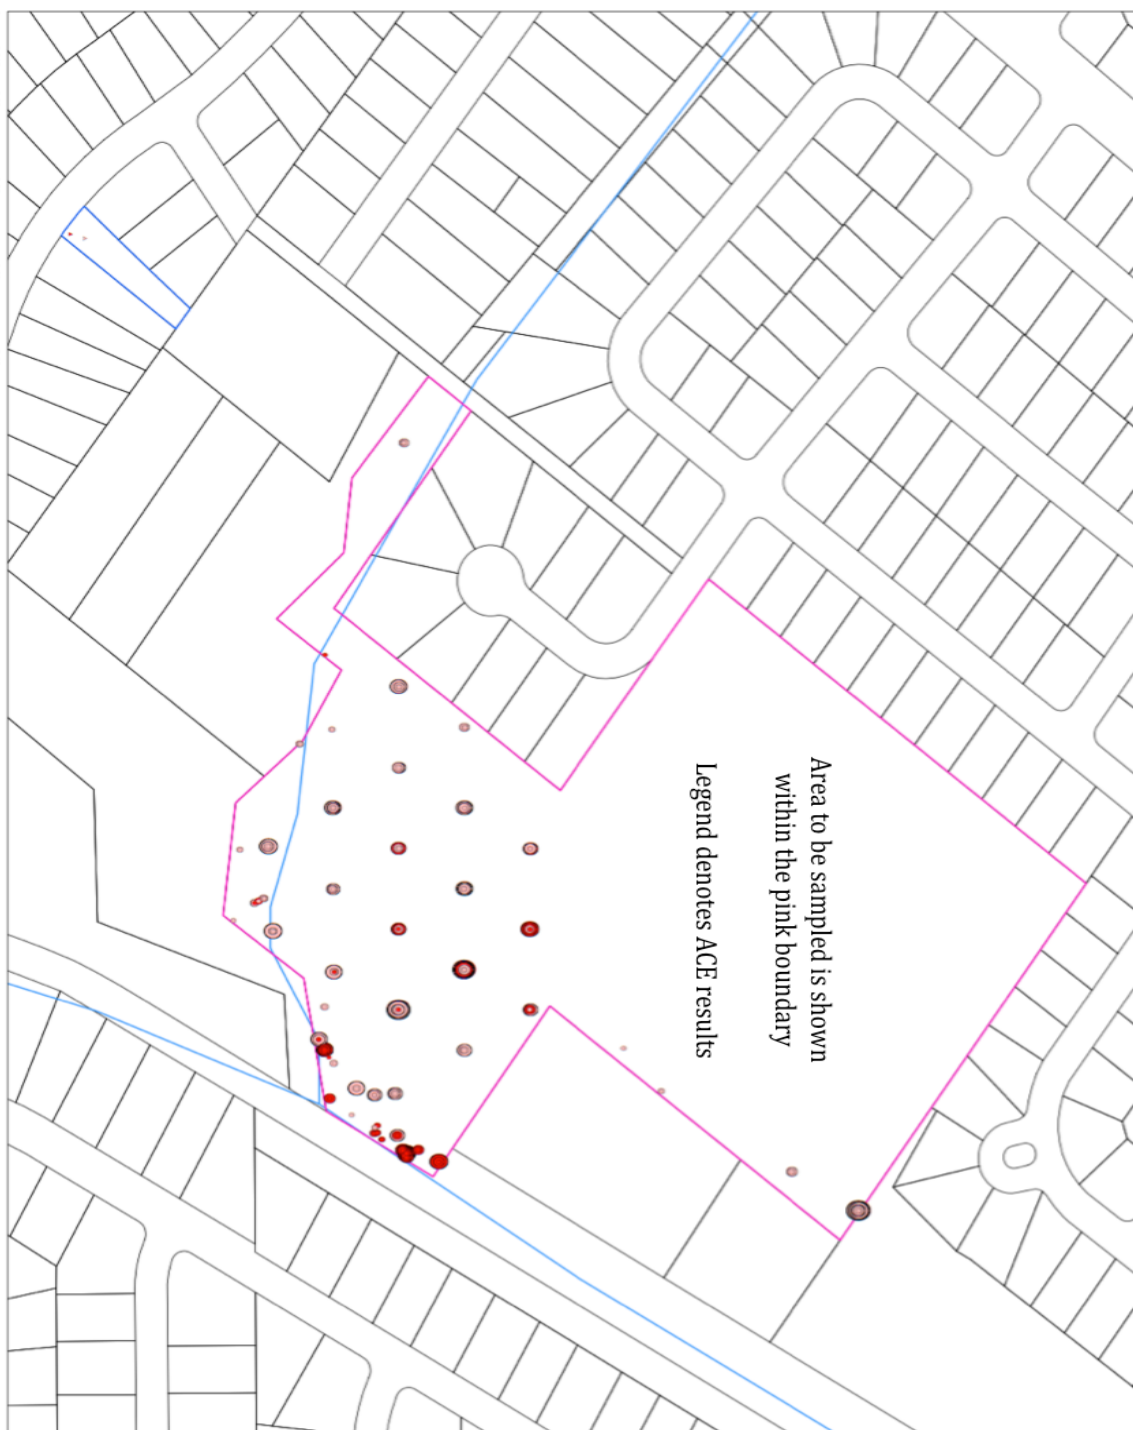 Area to be sampled is shown
within the pink boundary
Legend denotes ACE results